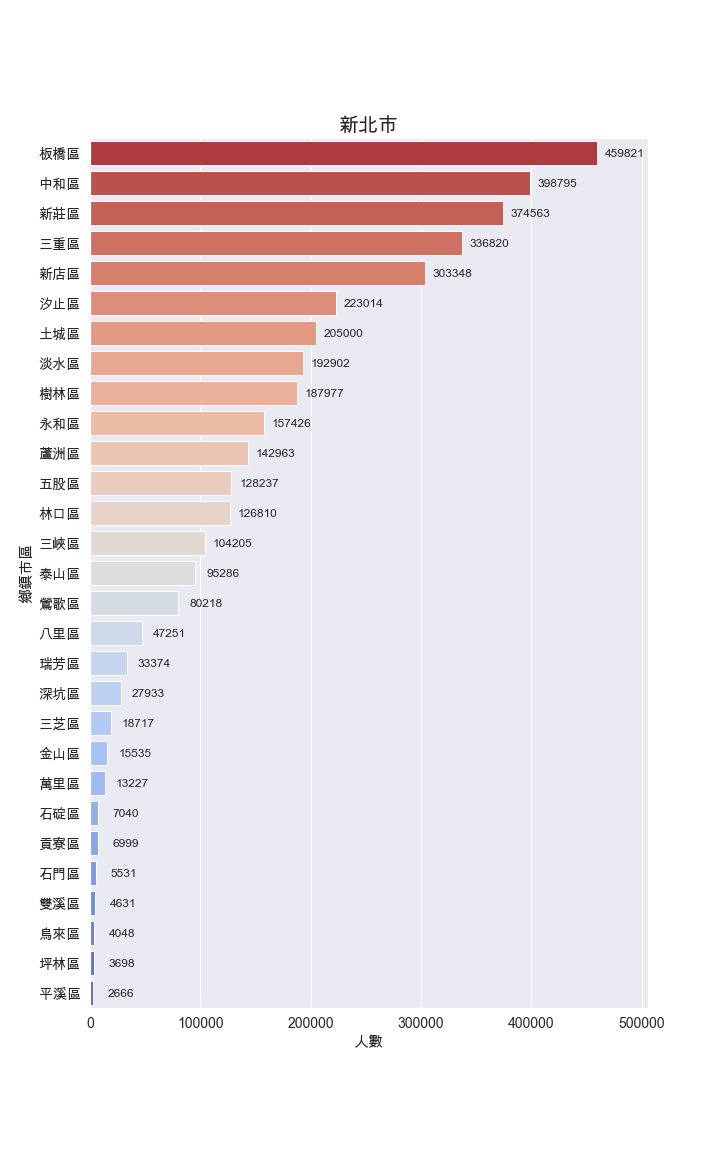 新北市
鄉鎮市區
板橋區 459821
中和區 398795
新莊區 374563
三重區 336820
新店區 303348
汐止區 223014
土城區 205000
淡水區 192902
樹林區 187977
永和區 157426
蘆洲區 142963
五股區 128237
林口區 126810
三峽區 104205
泰山區 95286
鶯歌區 80218
八里區 47251
瑞芳區 33374
深坑區 27933
三芝區 18717
金山區 15535
萬里區 13227
石碇區 7040
貢寮區 6999
石門區 5531
雙溪區 4631
烏來區 4048
坪林區 3698
平溪區 2666
0 100000 200000 300000 400000 500000
人數